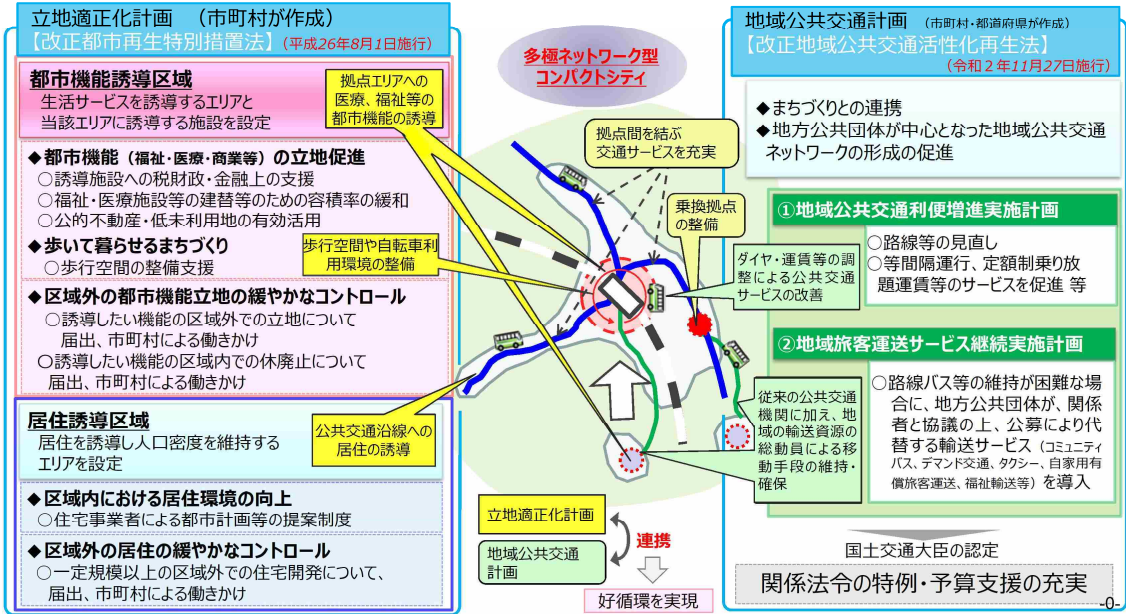 立地適正化計画　（市町村が作成）
【改正都市再生特別措置法】（平成26年8月1日施行）
都市機能誘導区域
生活サービスを誘導するエリアと
当該エリアに誘導する施設を設定
◆都市機能（福祉・医療・商業等）の立地促進
○誘導施設への税財政・金融上の支援
○福祉・医療施設等の建替等のための容積率の緩和
○公的不動産・低未利用地の有効活用
◆歩いて暮らせるまちづくり
○歩行空間の整備支援
◆区域外の都市機能立地の緩やかなコントロール
○誘導したい機能の区域外での立地について
届出、市町村による働きかけ
○誘導したい機能の区域内での休廃止について
届出、市町村による働きかけ
居住誘導区域
居住を誘導し人口密度を維持する
エリアを設定
◆区域内における居住環境の向上
○住宅事業者による都市計画等の提案制度
◆区域外の居住の緩やかなコントロール
○一定規模以上の区域外での住宅開発について、
届出、市町村による働きかけ
多極ネットワーク型
コンパクトシティ
拠点エリアへの
医療、福祉等の
都市機能の誘導
拠点間を結ぶ
交通サービスを充実
乗換拠点
の整備
歩行空間や自転車利
用環境の整備
ダイヤ・運賃等の調
整による公共交通
サービスの改善
公共交通沿線への
居住の誘導
従来の公共交通
機関に加え、地
域の輸送資源の
総動員による移
動手段の維持・
確保
立地適正化計画
地域公共交通
計画
連携
好循環を実現
地域公共交通計画　（市町村・都道府県が作成）
【改正地域公共交通活性化再生法】
（令和２年11月27日施行）
◆まちづくりとの連携
◆地方公共団体が中心となった地域公共交通
ネットワークの形成の促進
①地域公共交通利便増進実施計画
○路線等の見直し
○等間隔運行、定額制乗り放
題運賃等のサービスを促進 等
②地域旅客運送サービス継続実施計画
○路線バス等の維持が困難な場
合に、地方公共団体が、関係
者と協議の上、公募により代
替する輸送サービス（コミュニティ
バス、デマンド交通、タクシー、自家用有
償旅客運送、福祉輸送等）を導入
国土交通大臣の認定
関係法令の特例・予算支援の充実
-0-